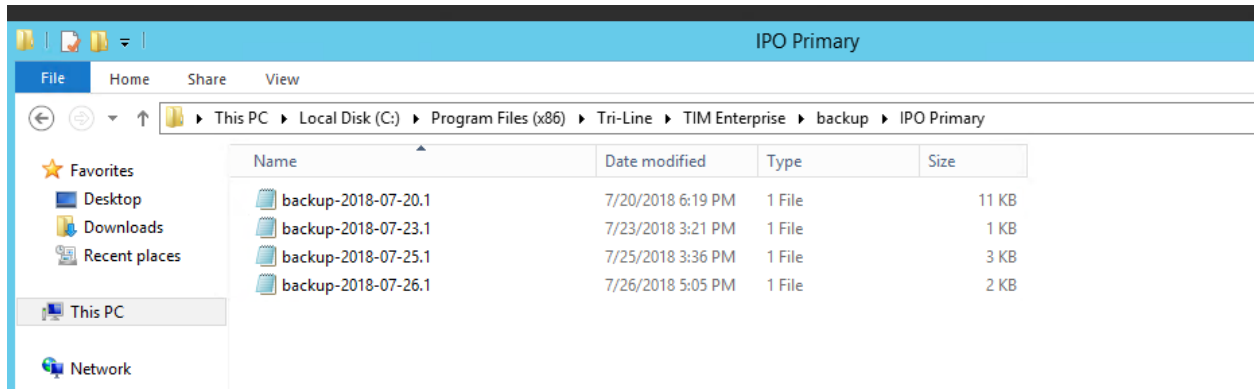 IPO Primary
File Home Share View
This PC Local Disk (C:) Program Files (x86) Tri-Line TIM Enterprise backup IPO Primary
Favorites
Desktop
Downloads
Recent places
This PC
Network
Name Date modified Type Size
backup-2018-07-20.1 7/20/2018 6:19 PM 1 File 11 KB
backup-2018-07-23.1 7/23/2018 3:21 PM 1 File 1 KB
backup-2018-07-25.1 7/25/2018 3:36 PM 1 File 3 KB
backup-2018-07-26.1 7/26/2018 5:05 PM 1 File 2 KB